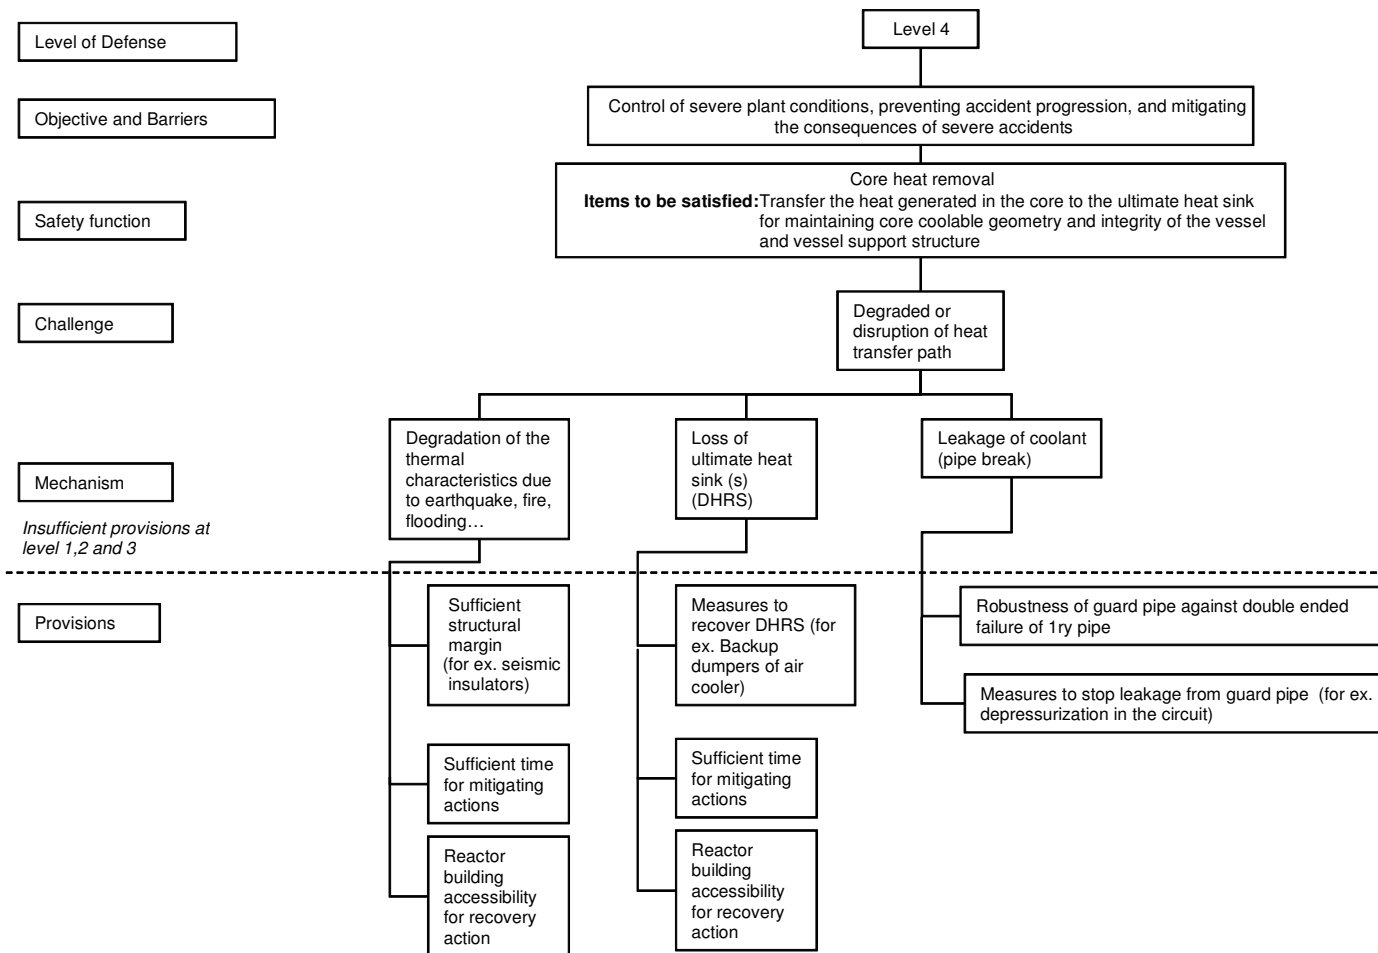 Level of Defense
Level 4
Objective and Barriers
Control of severe plant conditions, preventing accident progression, and mitigating
the consequences of severe accidents
Safety function
Core heat removal
Items to be satisfied:Transfer the heat generated in the core to the ultimate heat sink
for maintaining core coolable geometry and integrity of the vessel
and vessel support structure
Challenge
Degraded or
disruption of heat
transfer path
Mechanism
Insufficient provisions at
level 1,2 and 3
Degradation of the
thermal
characteristics due
to earthquake, fire,
flooding…
Loss of
ultimate heat
sink (s)
(DHRS)
Leakage of coolant
(pipe break)
Provisions
Sufficient
structural
margin
(for ex. seismic
insulators)
Sufficient time
for mitigating
actions
Reactor
building
accessibility
for recovery
action
Measures to
recover DHRS (for
ex. Backup
dumpers of air
cooler)
Sufficient time
for mitigating
actions
Reactor
building
accessibility
for recovery
action
Robustness of guard pipe against double ended
failure of 1ry pipe
Measures to stop leakage from guard pipe (for ex.
depressurization in the circuit)